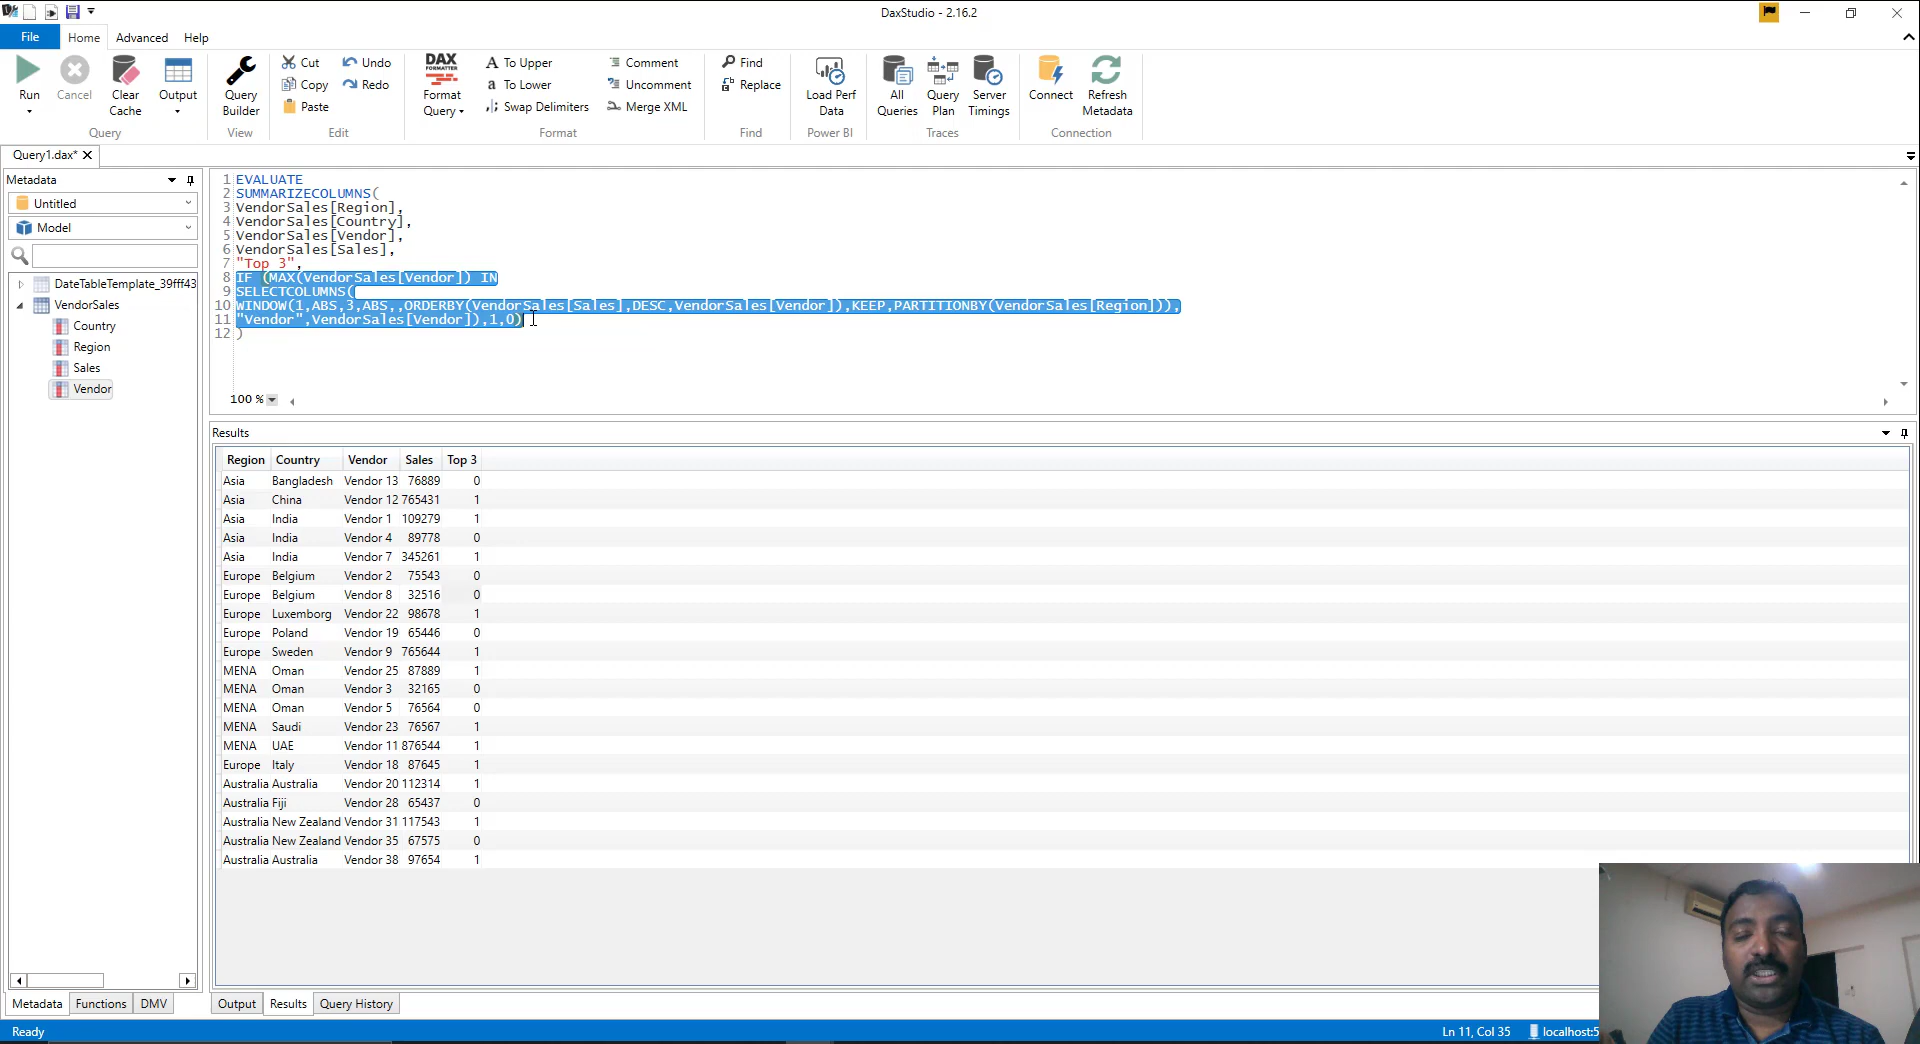 DaxStudio - 2.16.2
File Home Advanced Help
Run
Cancel
Clear Cache
Output
Query
Query Builder
View
Cut Undo
Copy Redo
Paste
Edit
DAX FORMATTER
Format Query
A To Upper
a To Lower
Swap Delimiters
Comment
Uncomment
Merge XML
Format
Find
Replace
Find
Load Perf Data
Power BI
All Queries
Query Plan
Server Timings
Traces
Connect
Refresh Metadata
Connection
Query1.dax*
Metadata
Untitled
Model
DateTableTemplate_39fff43
VendorSales
Country
Region
Sales
Vendor
1 EVALUATE
2 SUMMARIZECOLUMNS(
3 VendorSales[Region],
4 VendorSales[Country],
5 VendorSales[Vendor],
6 VendorSales[Sales],
7 "Top 3",
8 IF (MAX(VendorSales[Vendor]) IN
9 SELECTCOLUMNS(
10 WINDOW(1,ABS,3,ABS,,ORDERBY(VendorSales[Sales],DESC,VendorSales[Vendor]),KEEP,PARTITIONBY(VendorSales[Region])),
11 "Vendor",VendorSales[Vendor]),1,0)
12 )
100 %
Results
Region Country Vendor Sales Top 3
Asia Bangladesh Vendor 13 76889 0
Asia China Vendor 12 765431 1
Asia India Vendor 1 109279 1
Asia India Vendor 4 89778 0
Asia India Vendor 7 345261 1
Europe Belgium Vendor 2 75543 0
Europe Belgium Vendor 8 32516 0
Europe Luxemborg Vendor 22 98678 1
Europe Poland Vendor 19 65446 0
Europe Sweden Vendor 9 765644 1
MENA Oman Vendor 25 87889 1
MENA Oman Vendor 3 32165 0
MENA Oman Vendor 5 76564 0
MENA Saudi Vendor 23 76567 1
MENA UAE Vendor 11 876544 1
Europe Italy Vendor 18 87645 1
Australia Australia Vendor 20 112314 1
Australia Fiji Vendor 28 65437 0
Australia New Zealand Vendor 31 117543 1
Australia New Zealand Vendor 35 67575 0
Australia Australia Vendor 38 97654 1
Metadata Functions DMV
Output Results Query History
Ready
Ln 11, Col 35 localhost:5